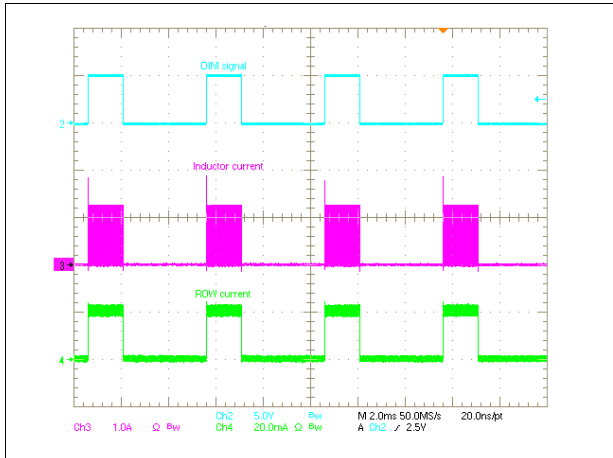 DIM signal
2
Inductor current
3
ROW current
4
Ch2 5.0V Bw M 2.0ms 50.0MS/s 20.0ns/pt
Ch3 1.0A Ω Bw Ch4 20.0mA Ω Bw A Ch2 2.5V